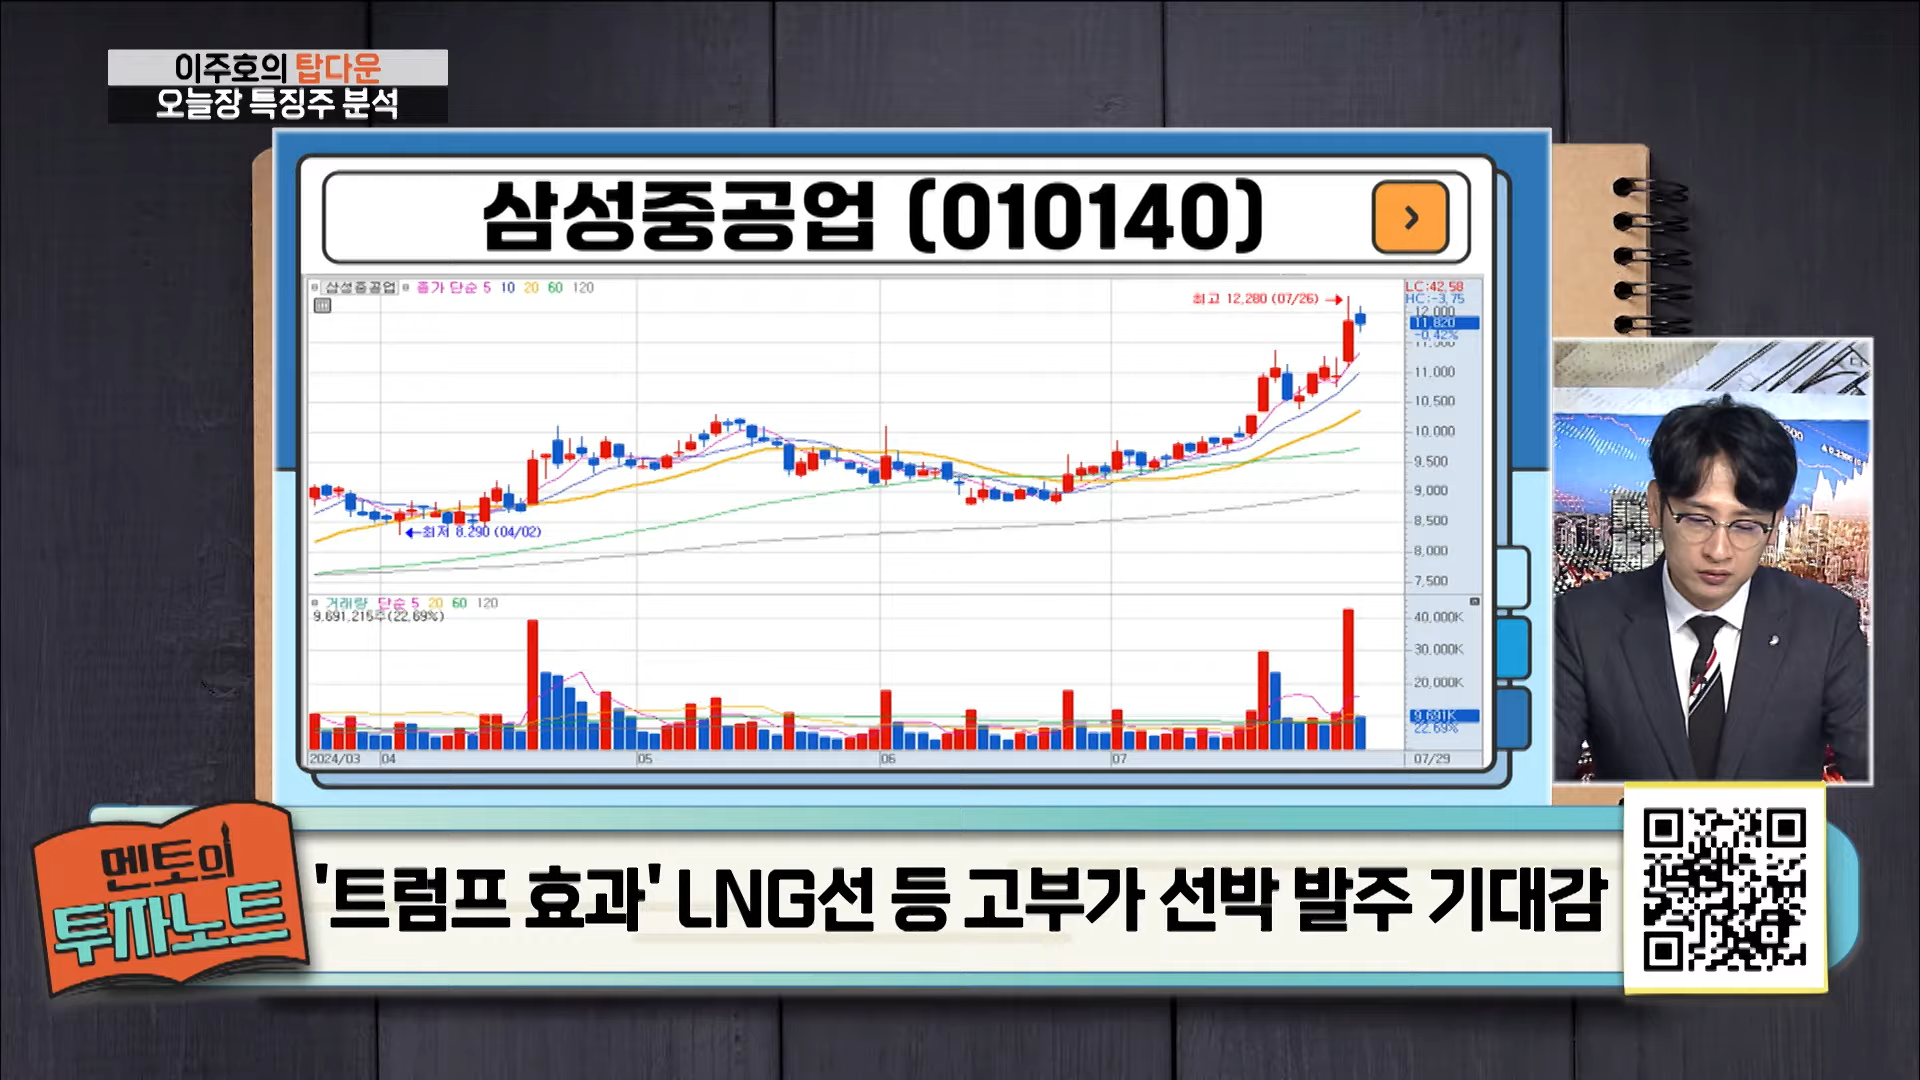 이주호의 탑다운
오늘장 특징주 분석
삼성중공업 (010140)
삼성중공업 종가 단순 5 10 20 60 120
최고 12,280 (07/26)
LC:42.58
HC:-3.75
12,000
11,820
-0.42%
11,500
11,000
10,500
10,000
9,500
9,000
8,500
8,000
7,500
최저 8,290 (04/02)
거래량 단순 5 20 60 120
9,691,215주(22.69%)
40,000K
30,000K
20,000K
9,691K
22.69%
2024/03 04 05 06 07 07/29
멘토의
투자노트
'트럼프 효과' LNG선 등 고부가 선박 발주 기대감